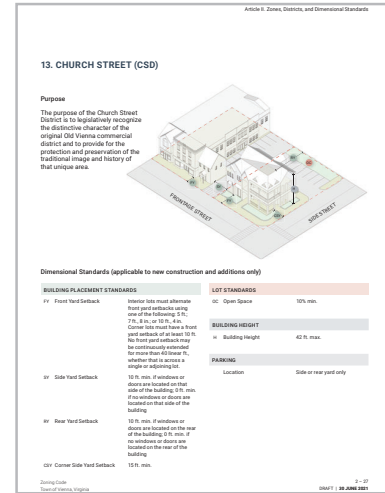 Article II. Zones, Districts, and Dimensional Standards
13. CHURCH STREET (CSD)
Purpose
The purpose of the Church Street
District is to legislatively recognize
the distinctive character of the
original Old Vienna commercial
district and to provide for the
protection and preservation of the
traditional image and history of
that unique area.
FRONTAGE STREET
SIDE STREET
Dimensional Standards (applicable to new construction and additions only)
BUILDING PLACEMENT STANDARDS
FY Front Yard Setback
Interior lots must alternate
front yard setbacks using
one of the following: 5 ft.;
7 ft., 8 in.; or 10 ft., 4 in.
Corner lots must have a front
yard setback of at least 10 ft.
No front yard setback may
be continuously extended
for more than 40 linear ft.,
whether that is across a
single or adjoining lot.
SY Side Yard Setback
10 ft. min. if windows or
doors are located on that
side of the building; 0 ft. min.
if no windows or doors are
located on that side of the
building
RY Rear Yard Setback
10 ft. min. if windows or
doors are located on the rear
of the building; 0 ft. min. if
no windows or doors are
located on the rear of the
building
CSY Corner Side Yard Setback 15 ft. min.
LOT STANDARDS
OC Open Space 10% min.
BUILDING HEIGHT
H Building Height 42 ft. max.
PARKING
Location Side or rear yard only
Zoning Code
Town of Vienna, Virginia
2 – 27
DRAFT | 30 JUNE 2021